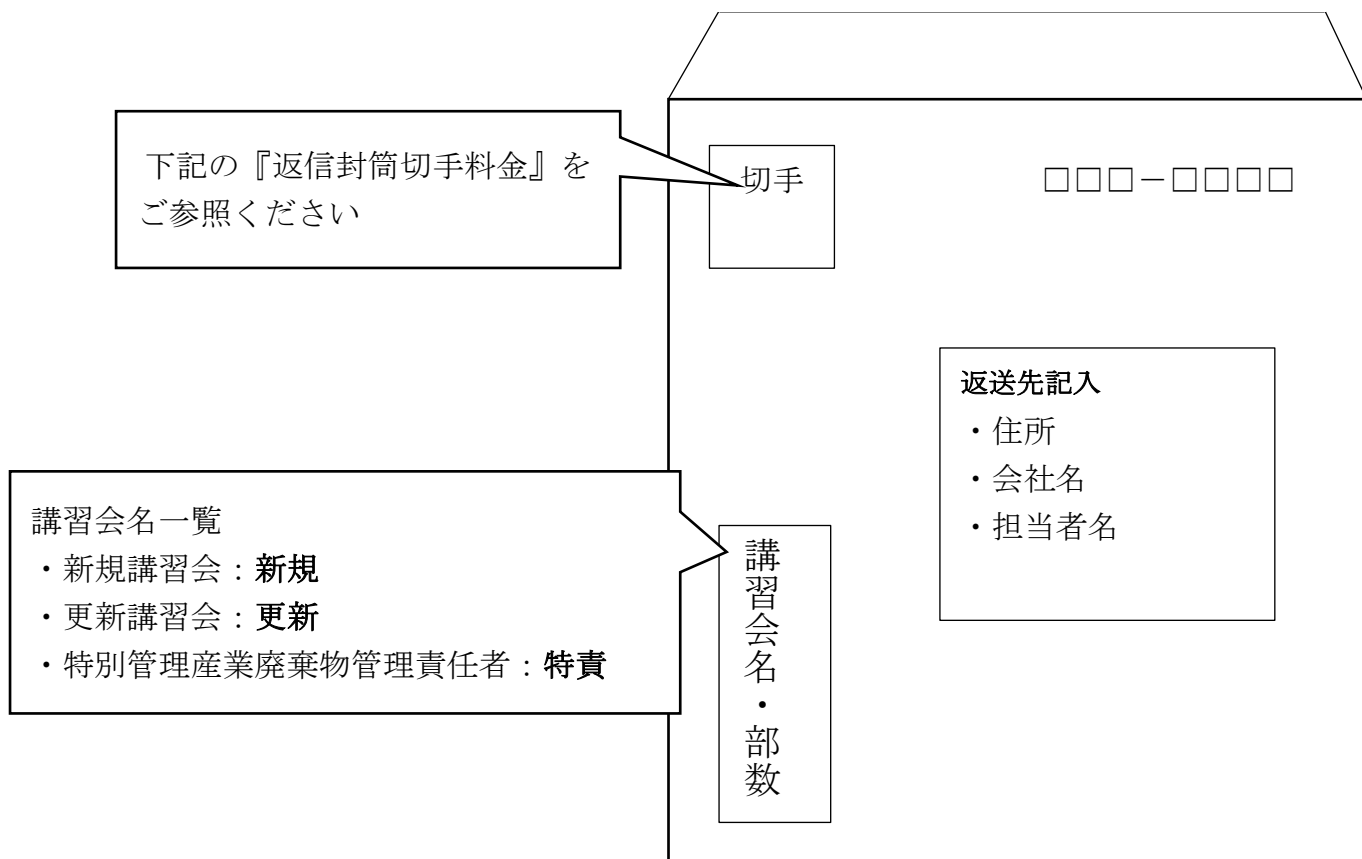 下記の『返信封筒切手料金』を
ご参照ください
切手
□□□－□□□□
返送先記入
・住所
・会社名
・担当者名
講習会名一覧
・新規講習会：新規
・更新講習会：更新
・特別管理産業廃棄物管理責任者：特責
講習会名・部数